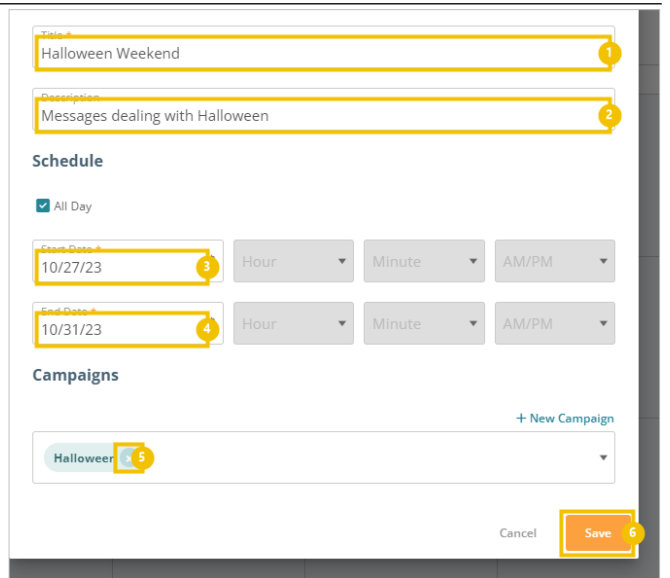 Title *
Halloween Weekend
1
Description
Messages dealing with Halloween
2
Schedule
All Day
Start Date *
10/27/23
3
Hour
Minute
AM/PM
End Date *
10/31/23
4
Hour
Minute
AM/PM
Campaigns
+ New Campaign
Halloween
x
5
Cancel
Save
6